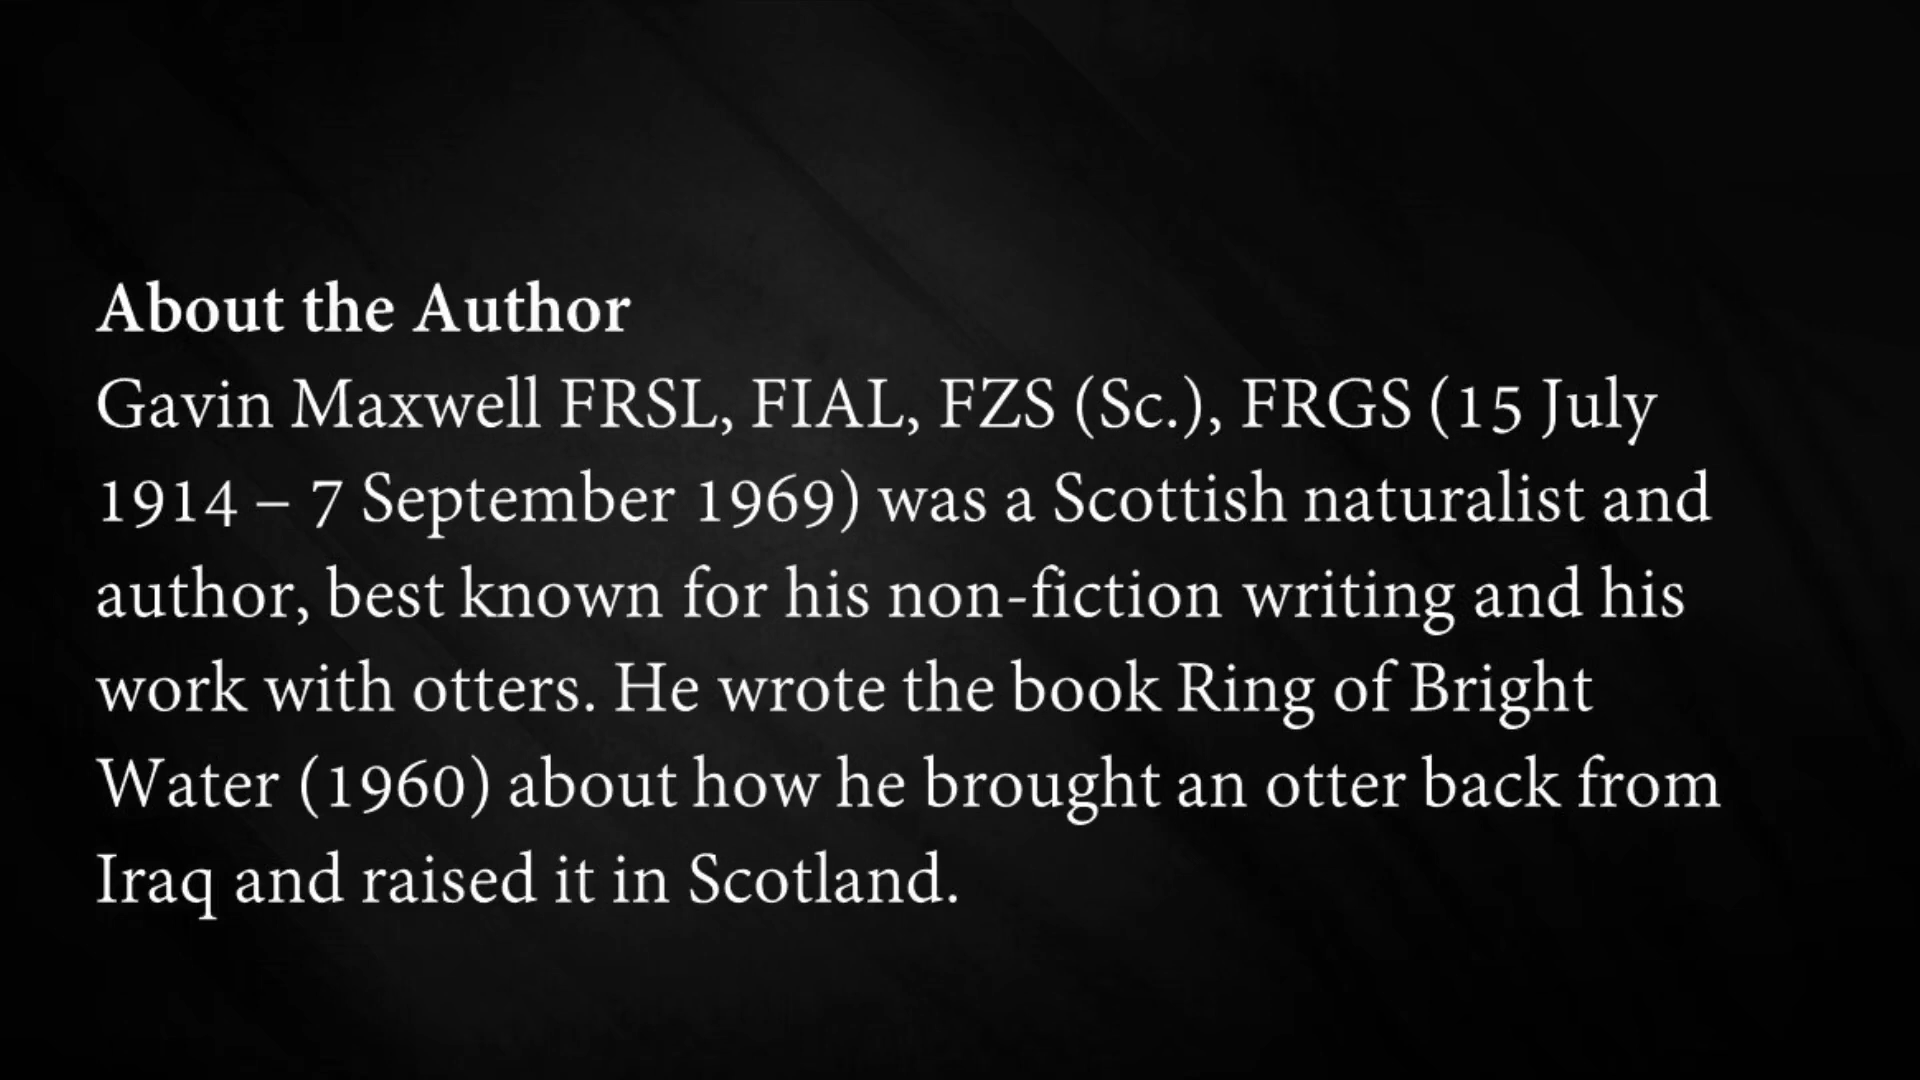 About the Author
Gavin Maxwell FRSL, FIAL, FZS (Sc.), FRGS (15 July
1914 – 7 September 1969) was a Scottish naturalist and
author, best known for his non-fiction writing and his
work with otters. He wrote the book Ring of Bright
Water (1960) about how he brought an otter back from
Iraq and raised it in Scotland.